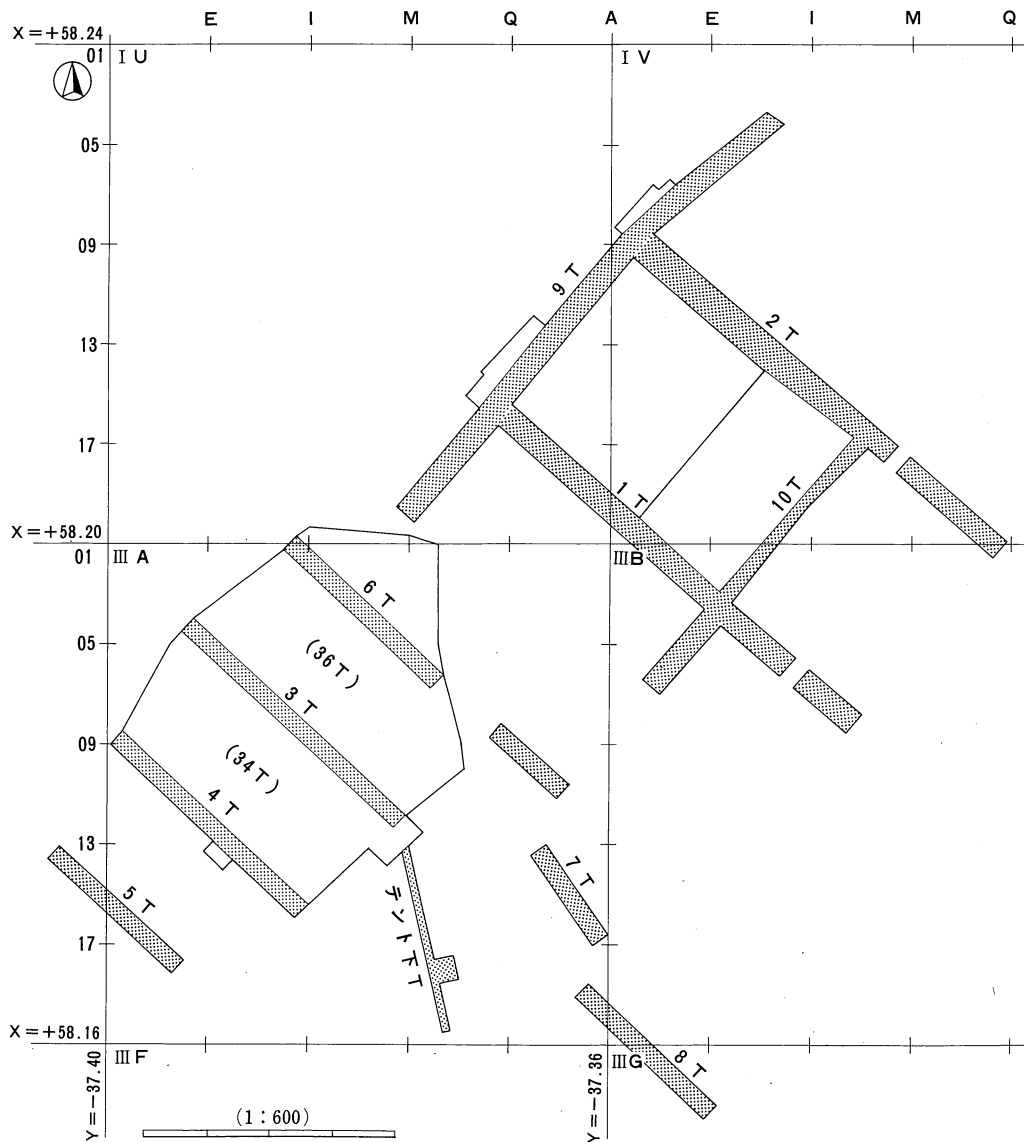 E I M Q A E I M Q
X=+58.24
01 I U I V
05
09
9 T
2 T
13
17
1 T
10 T
X=+58.20
01 III A III B
6 T
05
(36T)
3 T
09
(34T)
4 T
13
7 T
5 T
テント下T
17
X=+58.16
III F III G
8 T
Y=-37.40
Y=-37.36
(1:600)